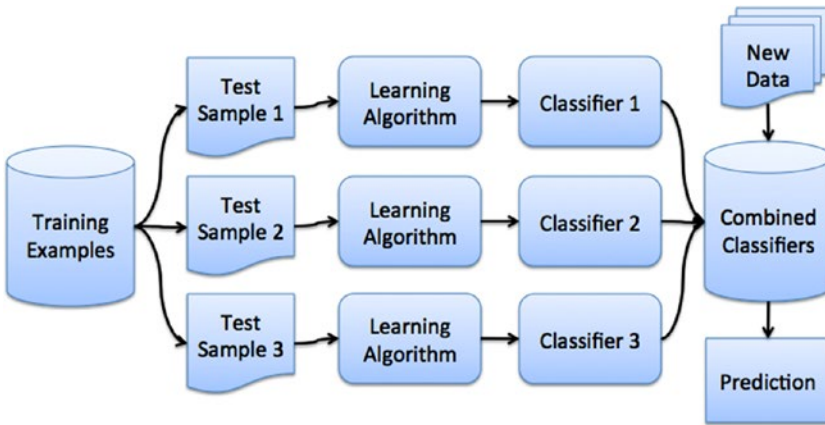 Training
Examples
Test
Sample 1
Learning
Algorithm
Classifier 1
Test
Sample 2
Learning
Algorithm
Classifier 2
Test
Sample 3
Learning
Algorithm
Classifier 3
New
Data
Combined
Classifiers
Prediction